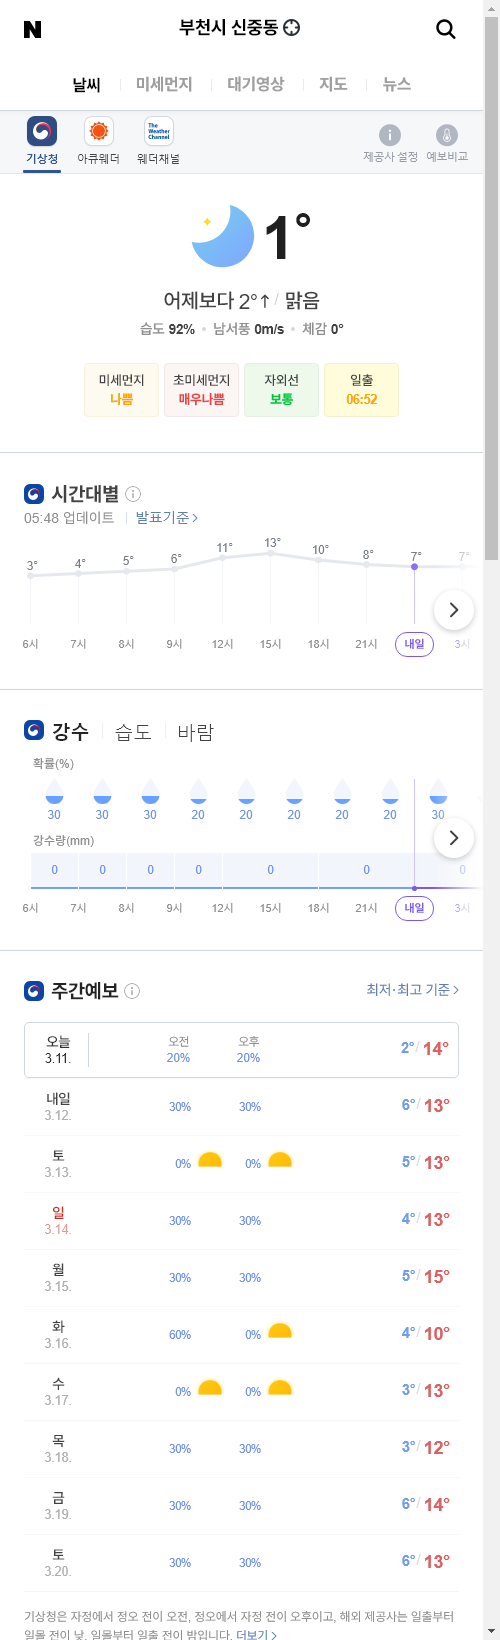 N
부천시 신중동
날씨 미세먼지 대기영상 지도 뉴스
The Weather Channel
기상청 아큐웨더 웨더채널 제공사 설정 예보비교
1°
어제보다 2°↑ / 맑음
습도 92% • 남서풍 0m/s • 체감 0°
미세먼지 초미세먼지 자외선 일출
나쁨 매우나쁨 보통 06:52
시간대별
05:48 업데이트 발표기준 >
3° 4° 5° 6° 11° 13° 10° 8° 7° 7°
6시 7시 8시 9시 12시 15시 18시 21시 내일 3시
강수 습도 바람
확률(%)
30 30 30 20 20 20 20 20 30
강수량(mm)
0 0 0 0 0 0 0
6시 7시 8시 9시 12시 15시 18시 21시 내일 3시
주간예보 최저·최고 기준 >
오늘 오전 오후
3.11. 20% 20% 2° / 14°
내일
3.12. 30% 30% 6° / 13°
토
3.13. 0% 0% 5° / 13°
일
3.14. 30% 30% 4° / 13°
월
3.15. 30% 30% 5° / 15°
화
3.16. 60% 0% 4° / 10°
수
3.17. 0% 0% 3° / 13°
목
3.18. 30% 30% 3° / 12°
금
3.19. 30% 30% 6° / 14°
토
3.20. 30% 30% 6° / 13°
기상청은 자정에서 정오 전이 오전, 정오에서 자정 전이 오후이고, 해외 제공사는 일출부터
일몰 전이 낮, 일몰부터 일출 전이 밤입니다. 더보기 >